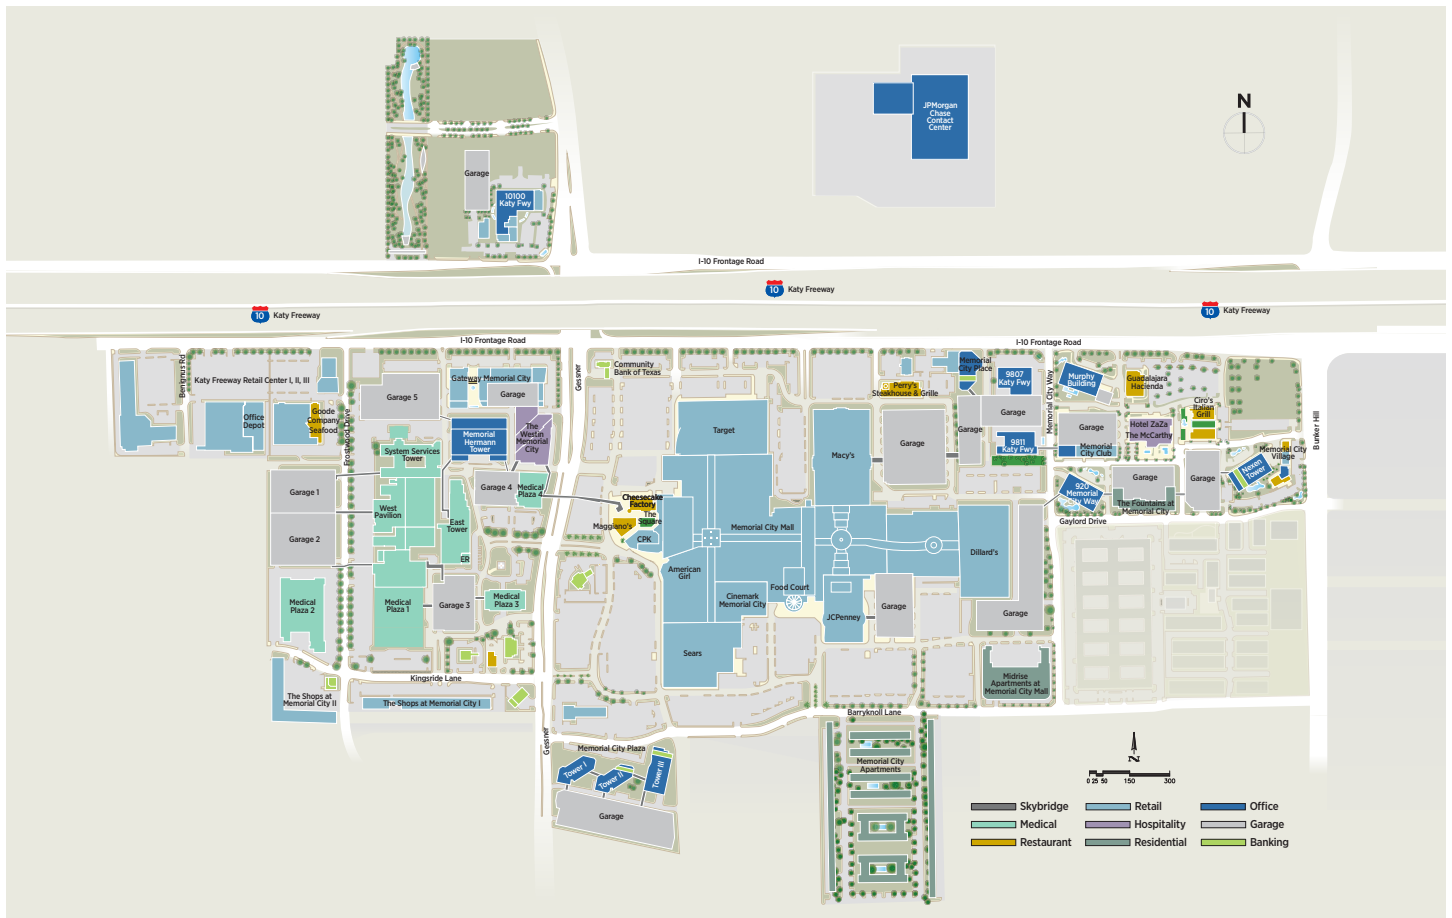 N
JPMorgan
Chase
Contact
Center
Garage
10100
Katy Fwy
I-10 Frontage Road
10 Katy Freeway
10 Katy Freeway
10 Katy Freeway
I-10 Frontage Road
I-10 Frontage Road
Benignus Rd
Katy Freeway Retail Center I, II, III
Office
Depot
Goode
Company
Seafood
Frostwood Drive
Garage 5
Gateway Memorial City
Garage
Gessner
Community
Bank of Texas
System Services
Tower
Memorial
Hermann
Tower
The
Westin
Memorial
City
Garage 4
Medical
Plaza 4
Garage 1
Garage 2
West
Pavilion
East
Tower
ER
Medical
Plaza 2
Medical
Plaza 1
Garage 3
Medical
Plaza 3
Kingsride Lane
The Shops at
Memorial City II
The Shops at Memorial City I
Gessner
Target
Cheesecake
Factory
The
Square
Maggiano's
CPK
Memorial City Mall
American
Girl
Cinemark
Memorial City
Food Court
JCPenney
Garage
Sears
Macy's
Perry's
Steakhouse & Grille
Garage
Garage
Memorial
City Place
9807
Katy Fwy
Garage
9811
Katy Fwy
Memorial City Way
Murphy
Building
Guadalajara
Hacienda
Ciro's
Italian
Grill
Garage
Memorial
City Club
Hotel ZaZa
The McCarthy
Bunker Hill
Memorial City
Village
Nexen
Tower
920
Memorial
City Way
Garage
The Fountains at
Memorial City
Garage
Gaylord Drive
Dillard's
Garage
Midrise
Apartments at
Memorial City Mall
Barryknoll Lane
Memorial City
Apartments
Memorial City Plaza
Tower I
Tower II
Tower III
Garage
N
0 25 50 150 300
Skybridge
Retail
Office
Medical
Hospitality
Garage
Restaurant
Residential
Banking